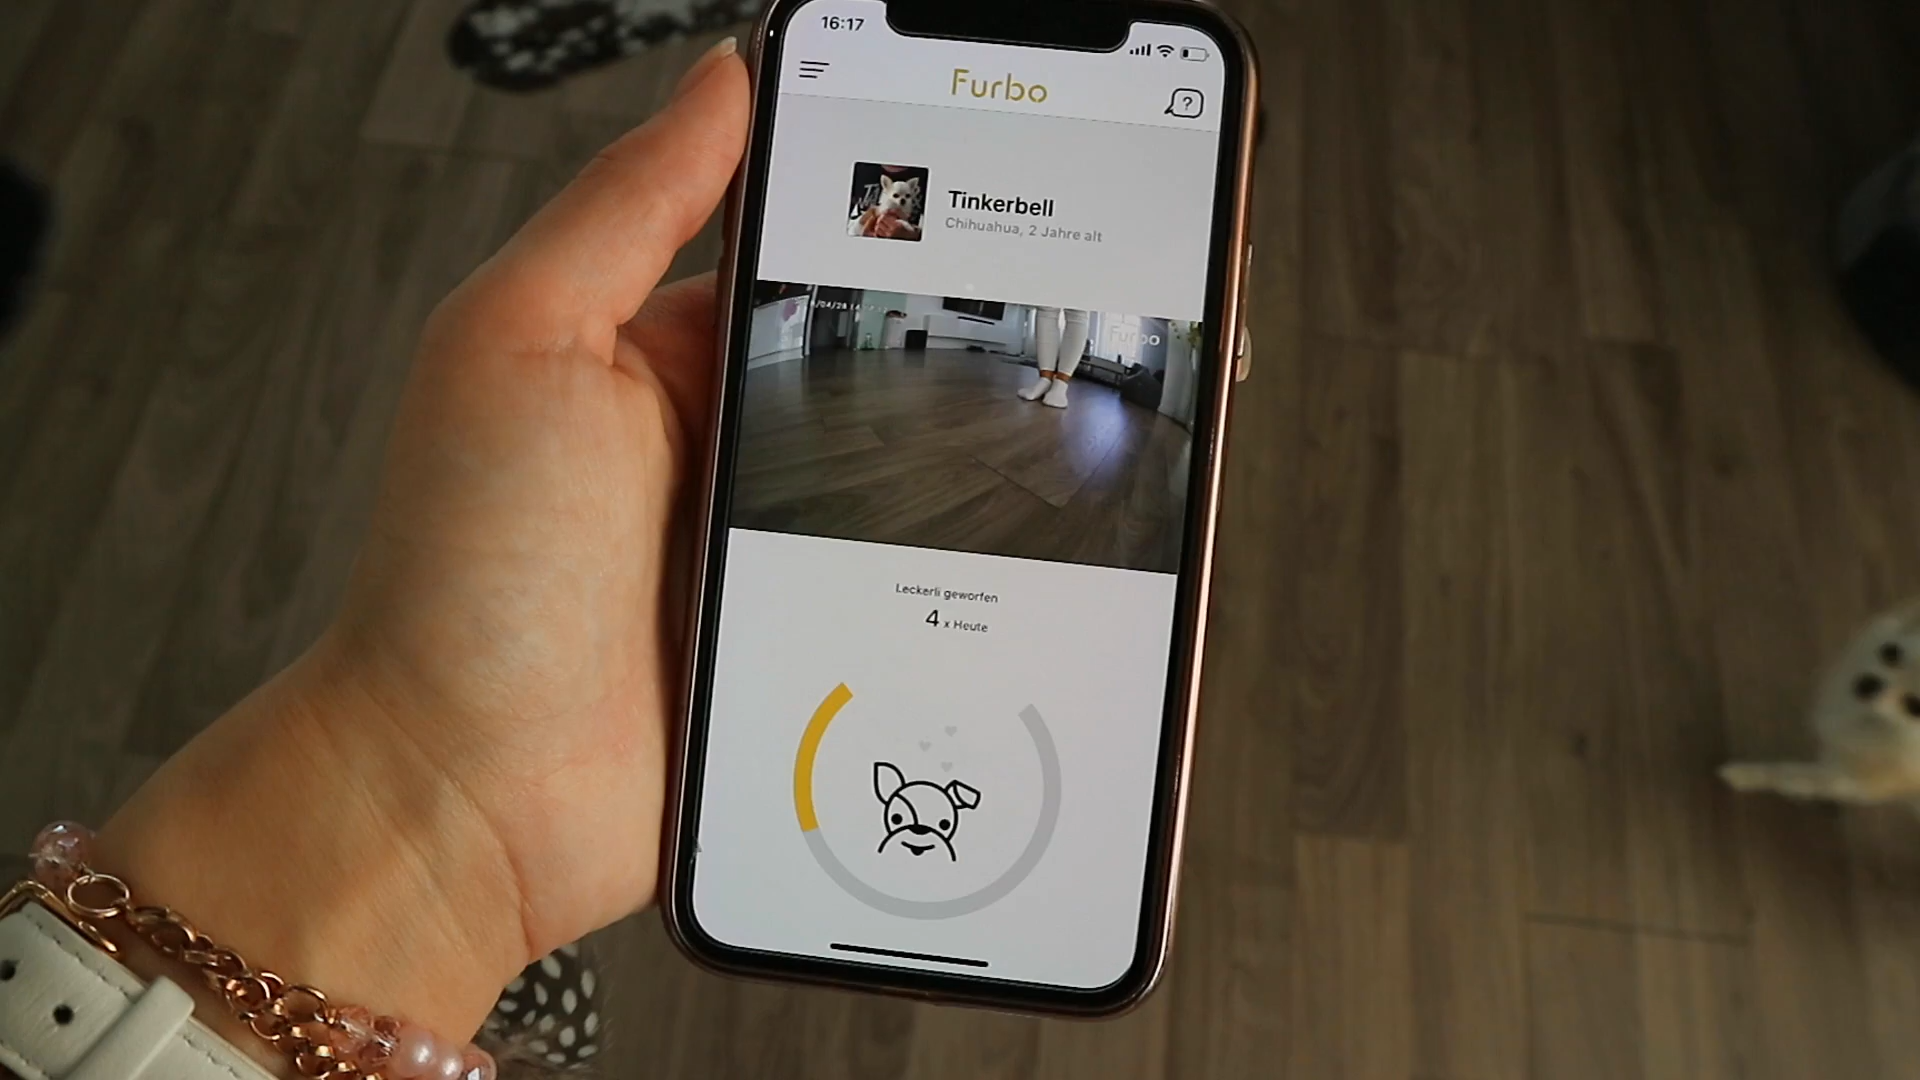 16:17
Furbo
?
Tinkerbell
Chihuahua, 2 Jahre alt
Furbo
Leckerli geworfen
4 x Heute